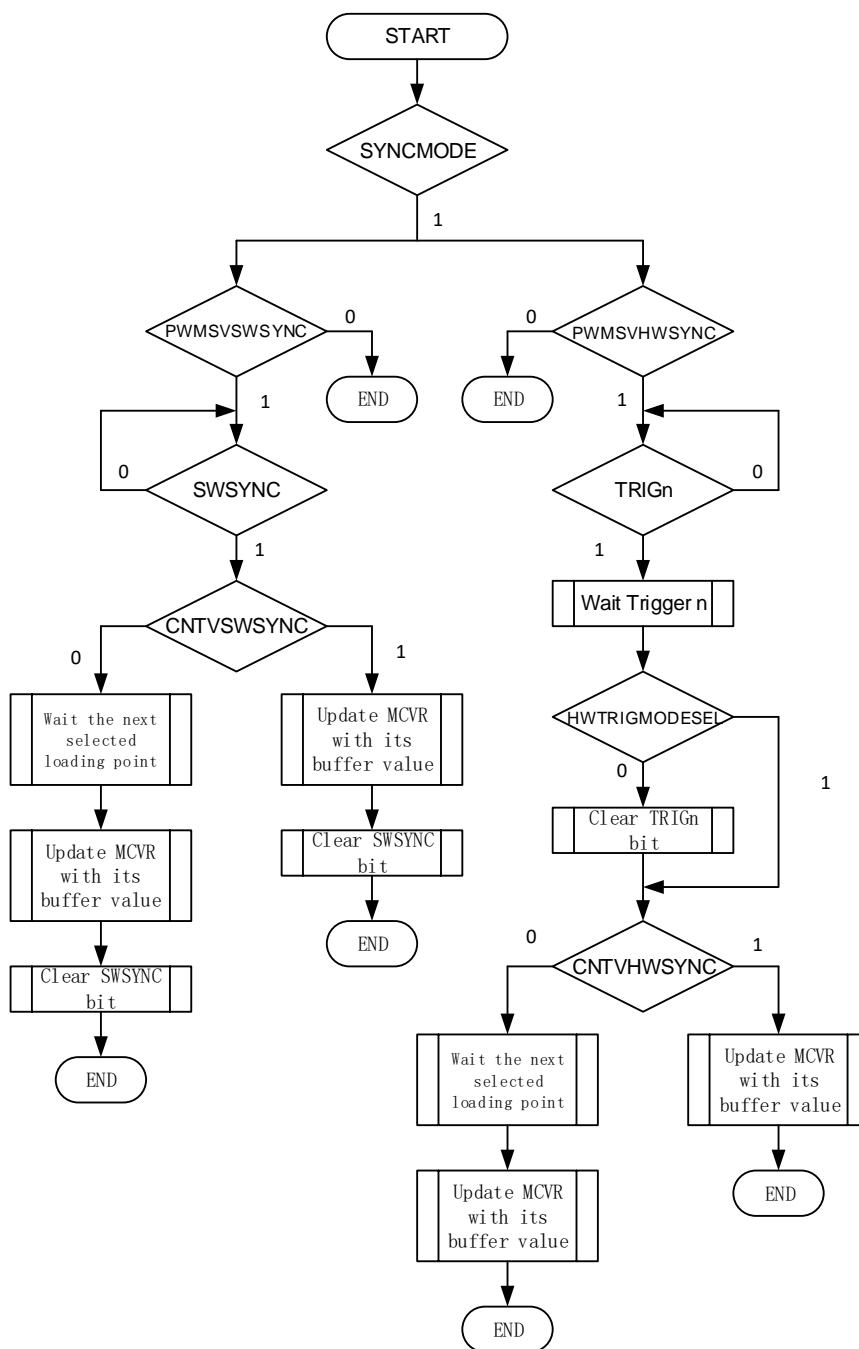 START
SYNCMODE
1
PWMSVSWSYNC
0
0
PWMSVHWSYNC
END
END
1
1
0
SWSYNC
TRIGn
0
1
1
Wait Trigger n
CNTVSWSYNC
0
1
Wait the next
selected
loading point
Update MCVR
with its
buffer value
HWTRIGMODESEL
0
1
Update MCVR
with its
buffer value
Clear SWSYNC
bit
Clear TRIGn
bit
END
0
1
CNTVHWSYNC
Clear SWSYNC
bit
END
Wait the next
selected
loading point
Update MCVR
with its
buffer value
Update MCVR
with its
buffer value
END
END